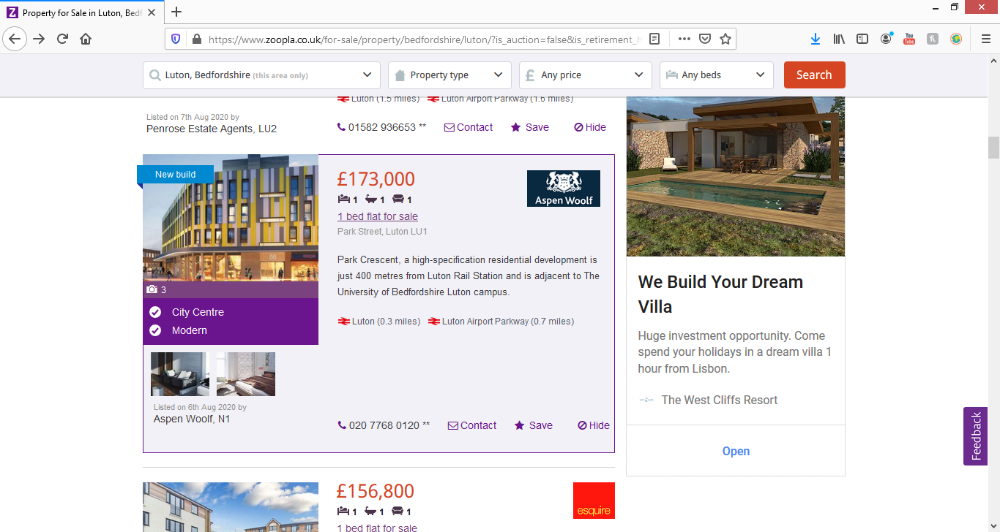 Property for Sale in Luton, Bedf
https://www.zoopla.co.uk/for-sale/property/bedfordshire/luton/?is_auction=false&is_retirement_h
Luton, Bedfordshire (this area only)
Property type
Any price
Any beds
Search
Luton (1.5 miles) Luton Airport Parkway (1.6 miles)
Listed on 7th Aug 2020 by
Penrose Estate Agents, LU2
01582 936653 **
Contact
Save
Hide
New build
3
City Centre
Modern
Listed on 6th Aug 2020 by
Aspen Woolf, N1
£173,000
1 1 1
1 bed flat for sale
Park Street, Luton LU1
Aspen Woolf
Park Crescent, a high-specification residential development is
just 400 metres from Luton Rail Station and is adjacent to The
University of Bedfordshire Luton campus.
Luton (0.3 miles) Luton Airport Parkway (0.7 miles)
020 7768 0120 **
Contact
Save
Hide
£156,800
1 1 1
1 bed flat for sale
esquire
We Build Your Dream
Villa
Huge investment opportunity. Come
spend your holidays in a dream villa 1
hour from Lisbon.
The West Cliffs Resort
Open
Feedback